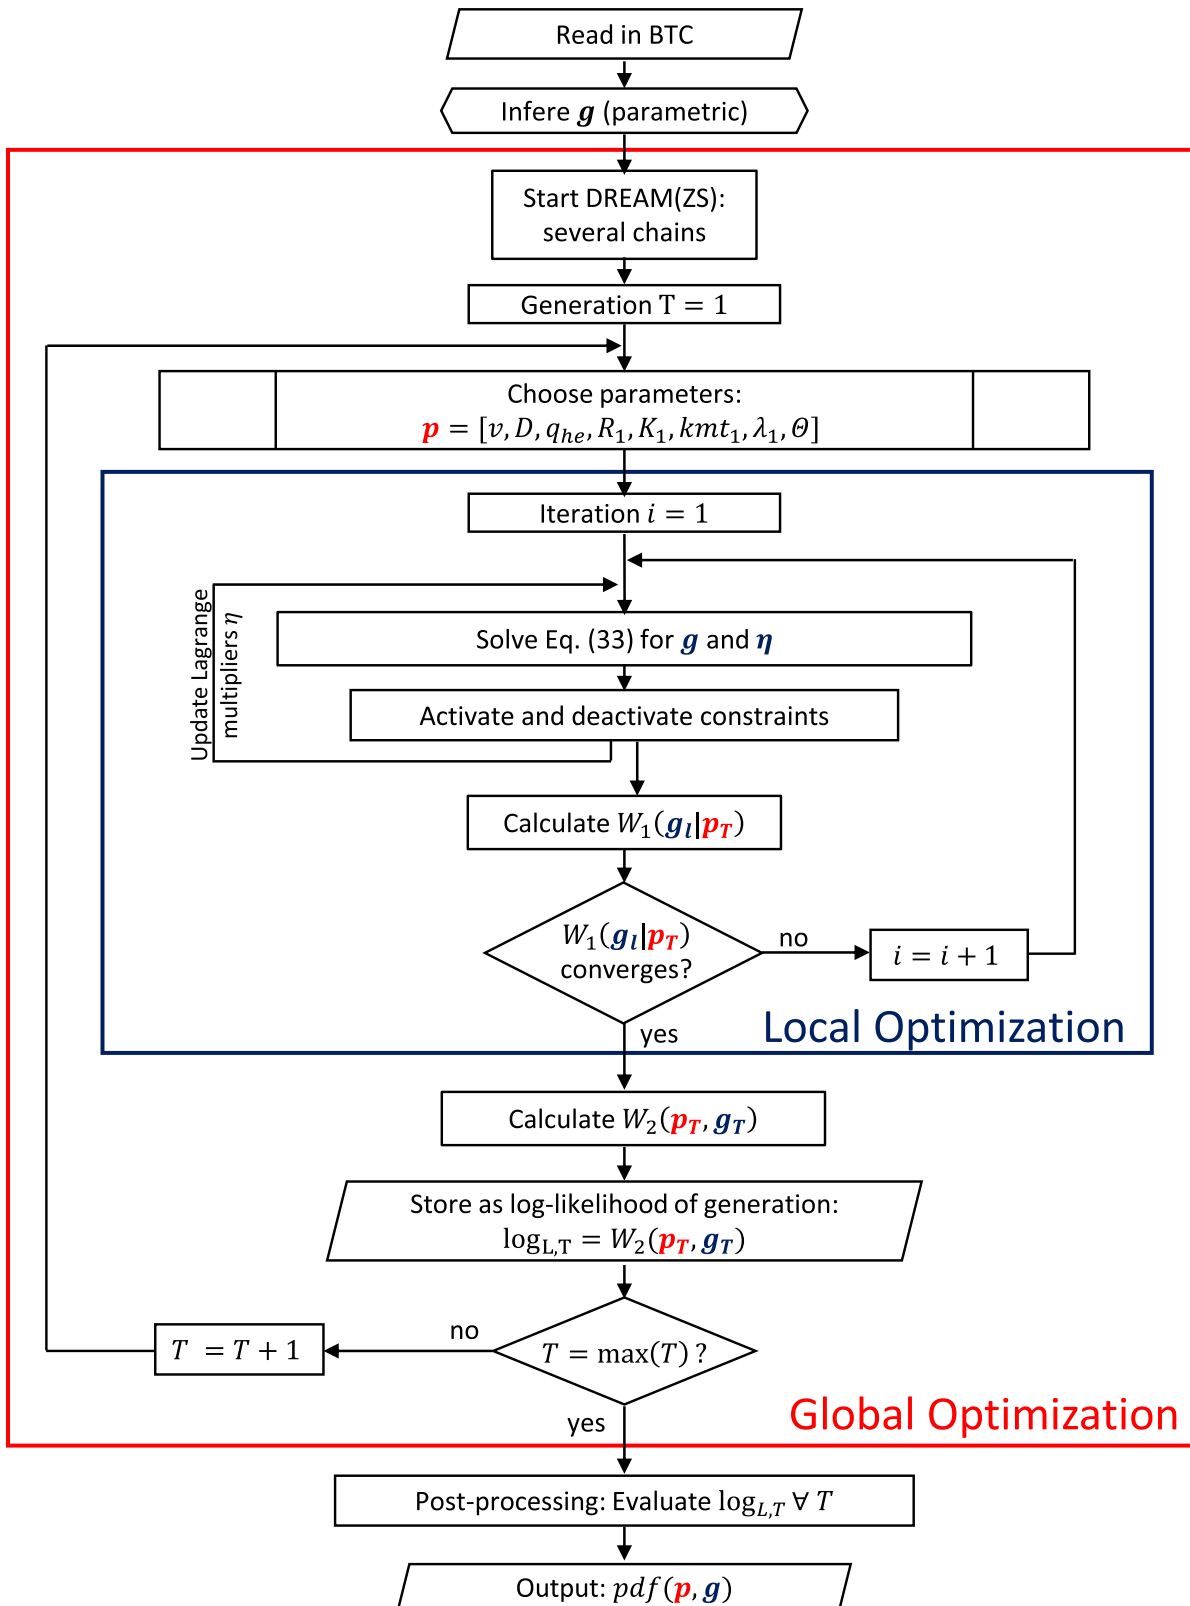 Read in BTC
Infere g (parametric)
Start DREAM(ZS):
several chains
Generation T = 1
Choose parameters:
p = [v, D, q_he, R_1, K_1, kmt_1, λ_1, Θ]
Iteration i = 1
Update Lagrange
multipliers η
Solve Eq. (33) for g and η
Activate and deactivate constraints
Calculate W_1(g_l|p_T)
W_1(g_l|p_T)
converges?
no
i = i + 1
Local Optimization
yes
Calculate W_2(p_T, g_T)
Store as log-likelihood of generation:
log_L,T = W_2(p_T, g_T)
T = T + 1
no
T = max(T) ?
Global Optimization
yes
Post-processing: Evaluate log_L,T ∀ T
Output: pdf(p, g)